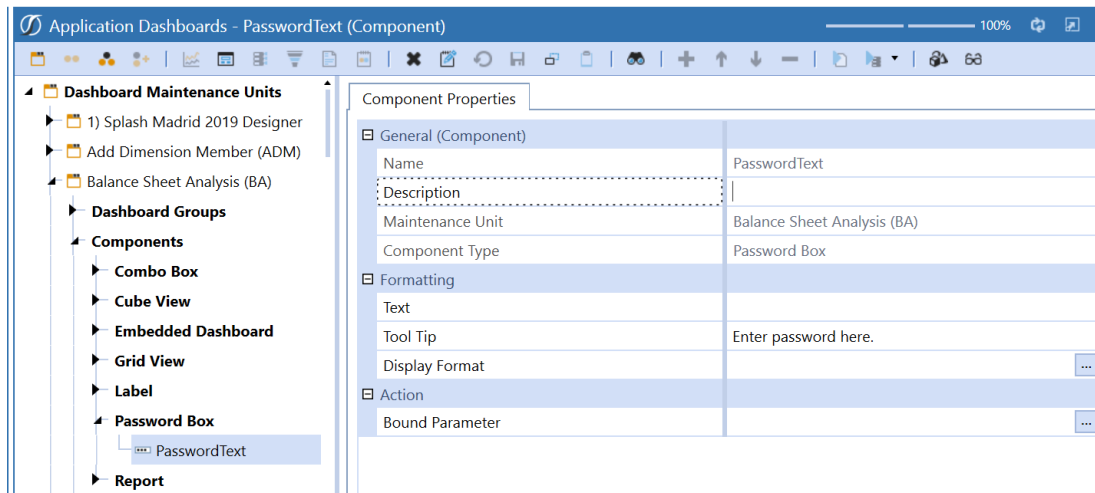 Application Dashboards - PasswordText (Component)
100%
Dashboard Maintenance Units
1) Splash Madrid 2019 Designer
Add Dimension Member (ADM)
Balance Sheet Analysis (BA)
Dashboard Groups
Components
Combo Box
Cube View
Embedded Dashboard
Grid View
Label
Password Box
PasswordText
Report
Component Properties
General (Component)
Name PasswordText
Description
Maintenance Unit Balance Sheet Analysis (BA)
Component Type Password Box
Formatting
Text
Tool Tip Enter password here.
Display Format ...
Action
Bound Parameter ...